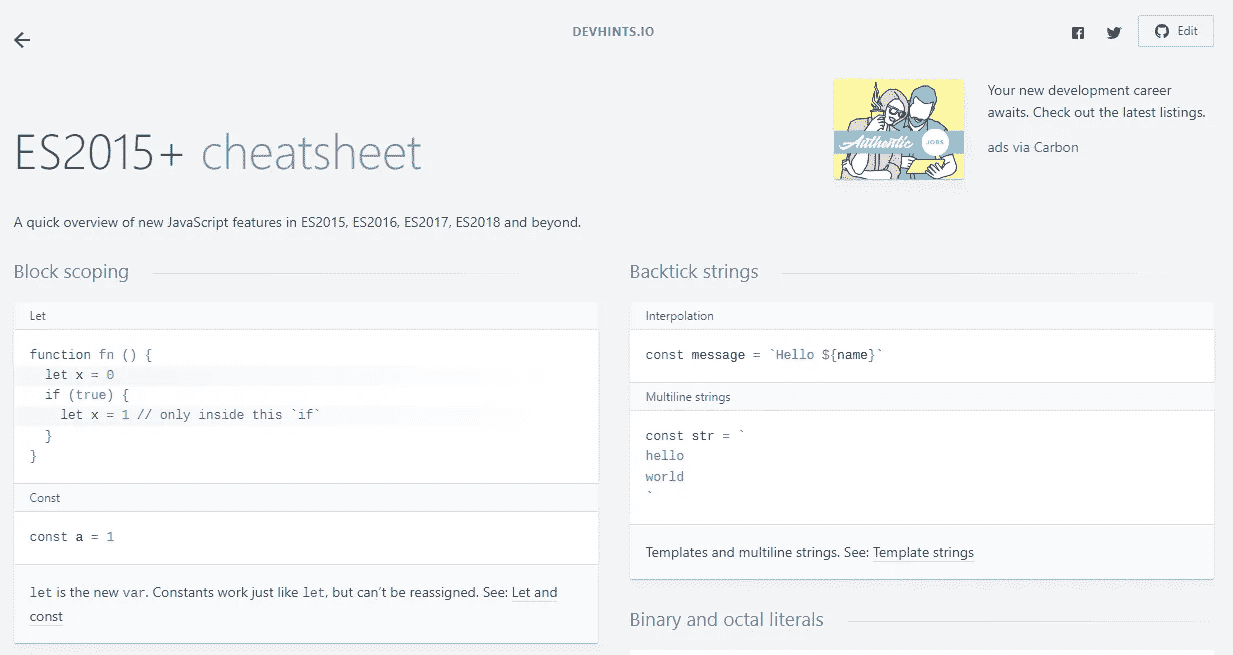 DEVHINTS.IO
Edit
Your new development career
awaits. Check out the latest listings.
ads via Carbon
Authentic
JOBS
ES2015+ cheatsheet
A quick overview of new JavaScript features in ES2015, ES2016, ES2017, ES2018 and beyond.
Block scoping
Let
function fn () {
  let x = 0
  if (true) {
    let x = 1 // only inside this `if`
  }
}
Const
const a = 1
let is the new var. Constants work just like let, but can't be reassigned. See: Let and
const
Backtick strings
Interpolation
const message = `Hello ${name}`
Multiline strings
const str = `
hello
world
`
Templates and multiline strings. See: Template strings
Binary and octal literals